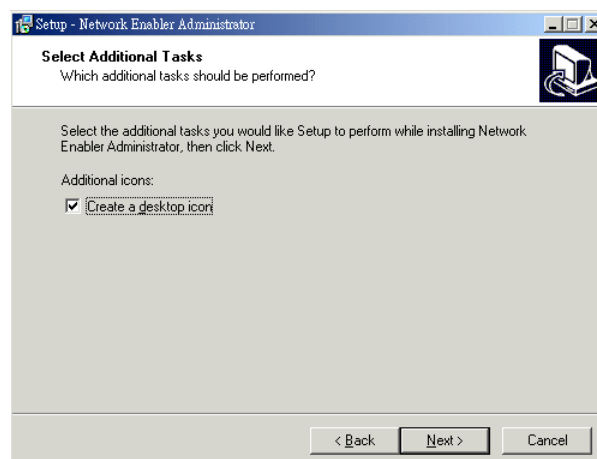 Setup - Network Enabler Administrator
Select Additional Tasks
Which additional tasks should be performed?
Select the additional tasks you would like Setup to perform while installing Network
Enabler Administrator, then click Next.
Additional icons:
Create a desktop icon
< Back
Next >
Cancel